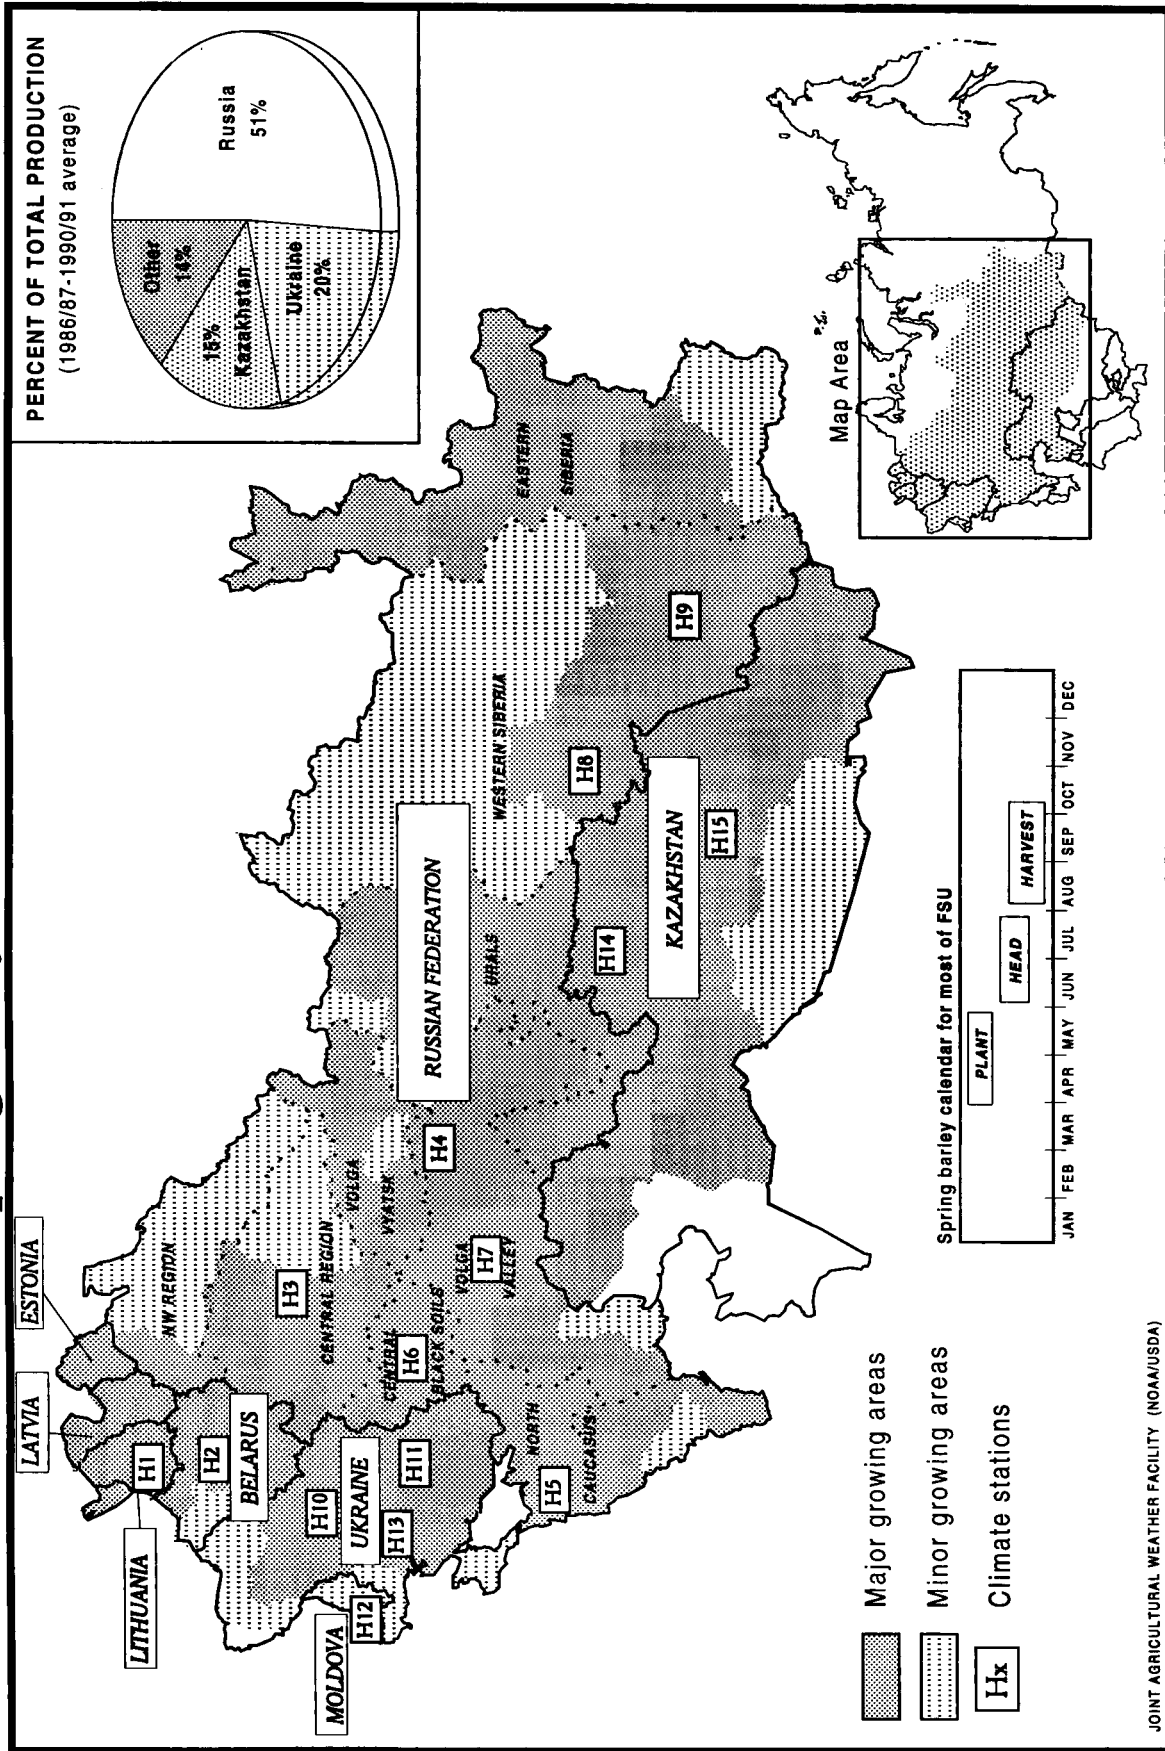 PERCENT OF TOTAL PRODUCTION
(1986/87-1990/91 average)
Other
14%
Russia
51%
15%
Kazakhstan
Ukraine
20%
ESTONIA
LATVIA
LITHUANIA
MOLDOVA
BELARUS
UKRAINE
RUSSIAN FEDERATION
KAZAKHSTAN
NW REGION
CENTRAL REGION
VOLGA
VYATSK
CENTRAL
BLACK SOILS
VOLGA
VALLEY
NORTH
CAUCASUS
URALS
WESTERN SIBERIA
EASTERN
SIBERIA
H1
H2
H3
H4
H5
H6
H7
H8
H9
H10
H11
H12
H13
H14
H15
Map Area
Major growing areas
Minor growing areas
Hx Climate stations
Spring barley calendar for most of FSU
PLANT
HEAD
HARVEST
JAN FEB MAR APR MAY JUN JUL AUG SEP OCT NOV DEC
JOINT AGRICULTURAL WEATHER FACILITY (NOAA/USDA)